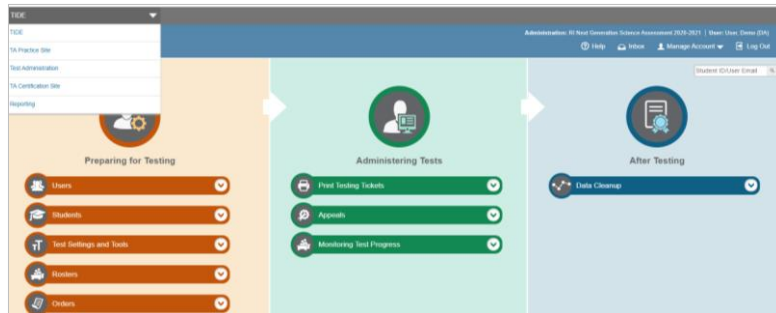 TIDE
TIDE
TA Practice Site
Test Administration
TA Certification Site
Reporting
Administration: RI Next Generation Science Assessment 2020-2021 | User: User, Demo (DA)
Help Inbox Manage Account Log Out
Student ID/User Email
Preparing for Testing
Users
Students
Test Settings and Tools
Rosters
Orders
Administering Tests
Print Testing Tickets
Appeals
Monitoring Test Progress
After Testing
Data Cleanup